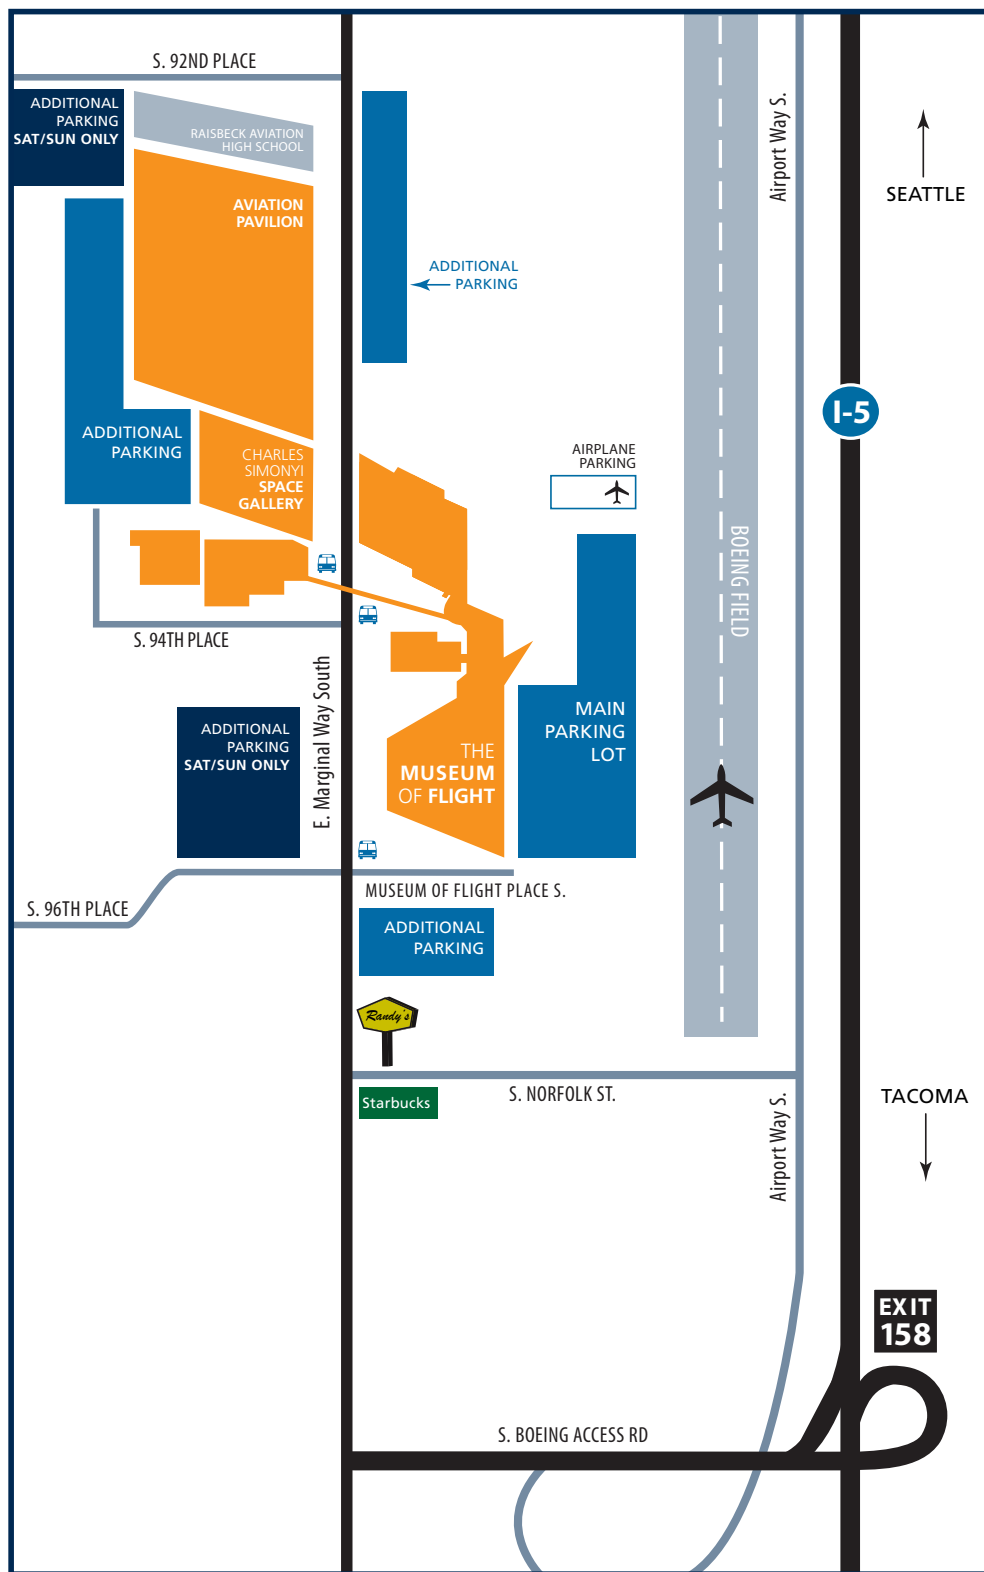 S. 92ND PLACE
ADDITIONAL
PARKING
SAT/SUN ONLY
RAISBECK AVIATION
HIGH SCHOOL
AVIATION
PAVILION
ADDITIONAL
PARKING
Airport Way S.
SEATTLE
I-5
ADDITIONAL
PARKING
CHARLES
SIMONYI
SPACE
GALLERY
AIRPLANE
PARKING
BOEING FIELD
S. 94TH PLACE
E. Marginal Way South
ADDITIONAL
PARKING
SAT/SUN ONLY
THE
MUSEUM
OF FLIGHT
MAIN
PARKING
LOT
S. 96TH PLACE
MUSEUM OF FLIGHT PLACE S.
ADDITIONAL
PARKING
Randy's
S. NORFOLK ST.
Starbucks
Airport Way S.
TACOMA
EXIT
158
S. BOEING ACCESS RD